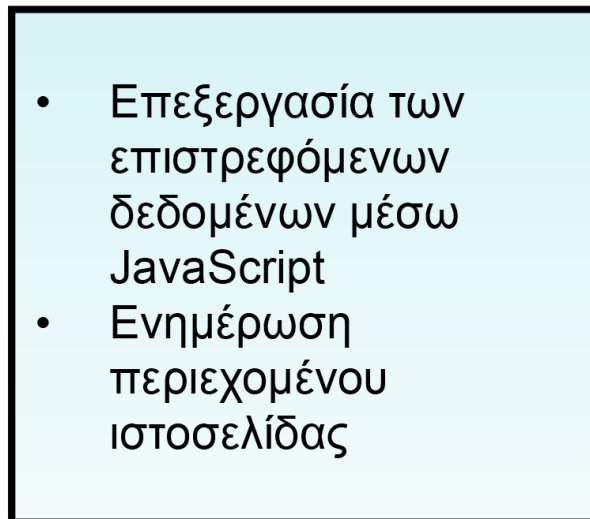 • Επεξεργασία των
επιστρεφόμενων
δεδομένων μέσω
JavaScript
• Ενημέρωση
περιεχομένου
ιστοσελίδας